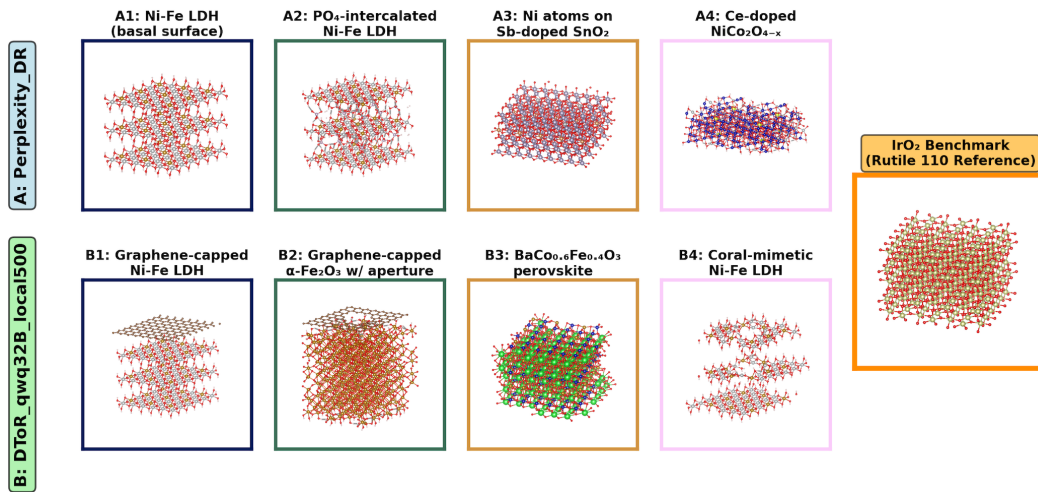 A: Perplexity_DR
A1: Ni-Fe LDH
(basal surface)
A2: PO₄-intercalated
Ni-Fe LDH
A3: Ni atoms on
Sb-doped SnO₂
A4: Ce-doped
NiCo₂O₄₋ₓ
IrO₂ Benchmark
(Rutile 110 Reference)
B: DToR_qwq32B_local500
B1: Graphene-capped
Ni-Fe LDH
B2: Graphene-capped
α-Fe₂O₃ w/ aperture
B3: BaCo₀.₆Fe₀.₄O₃
perovskite
B4: Coral-mimetic
Ni-Fe LDH